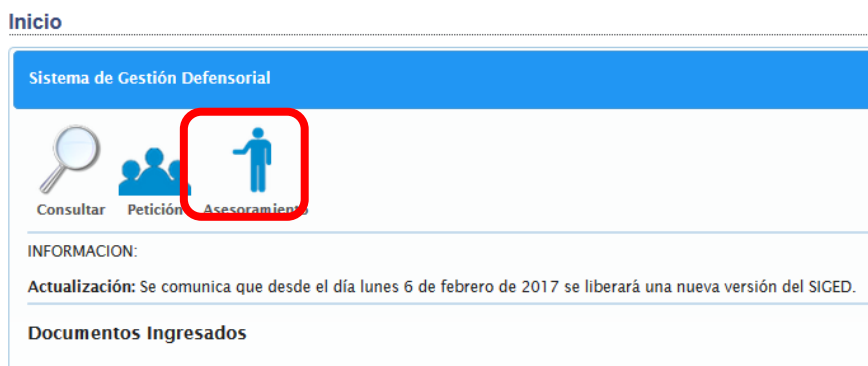 Inicio
Sistema de Gestión Defensorial
Consultar Petición Asesoramiento
INFORMACION:
Actualización: Se comunica que desde el día lunes 6 de febrero de 2017 se liberará una nueva versión del SIGED.
Documentos Ingresados